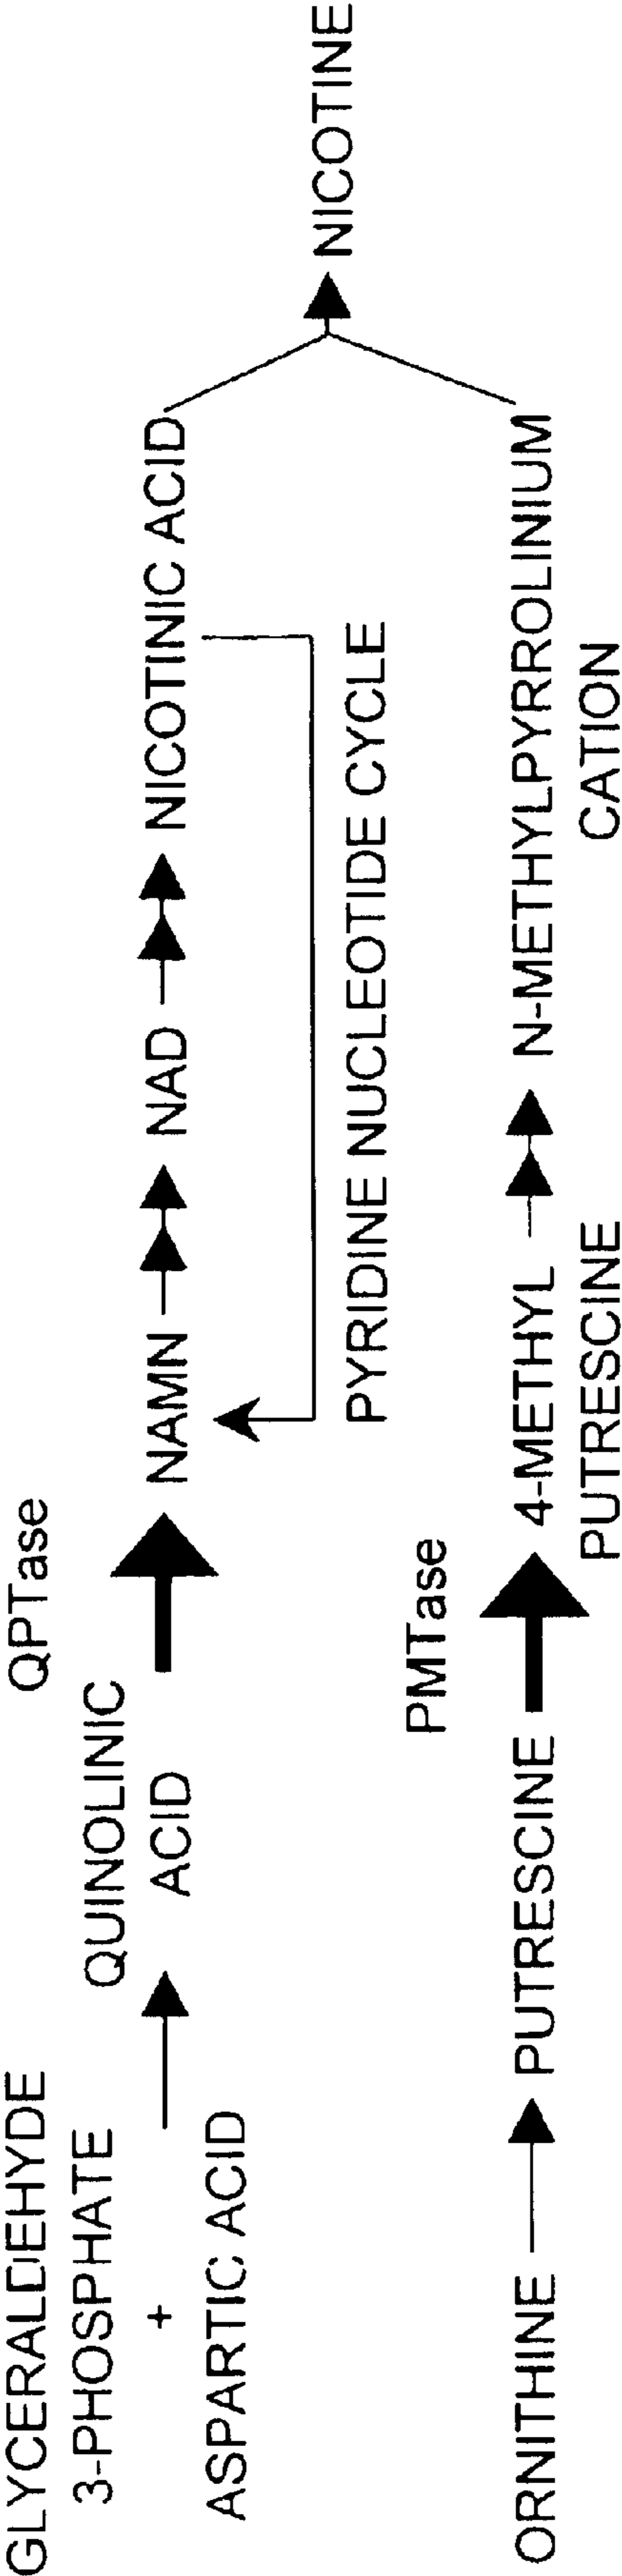 GLYCERALDEHYDE
3-PHOSPHATE
+
ASPARTIC ACID
QUINOLINIC
ACID
QPTase
NAMN
NAD
NICOTINIC ACID
PYRIDINE NUCLEOTIDE CYCLE
NICOTINE
ORNITHINE
PUTRESCINE
PMTase
4-METHYL
PUTRESCINE
N-METHYLPYRROLINIUM
CATION